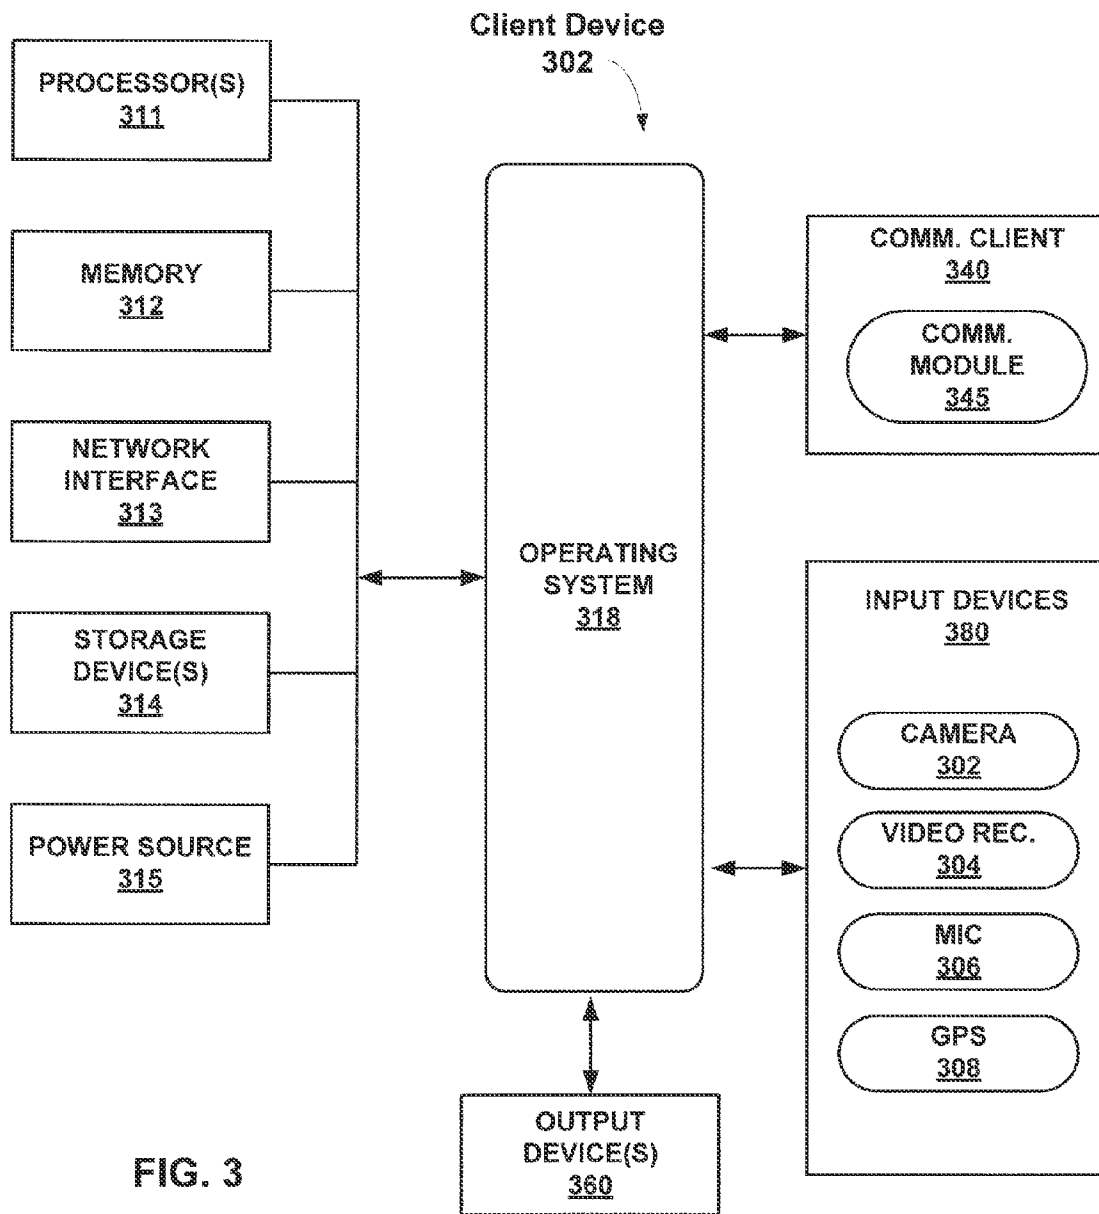 Client Device
302
PROCESSOR(S)
311
MEMORY
312
NETWORK
INTERFACE
313
STORAGE
DEVICE(S)
314
POWER SOURCE
315
OPERATING
SYSTEM
318
COMM. CLIENT
340
COMM.
MODULE
345
INPUT DEVICES
380
CAMERA
302
VIDEO REC.
304
MIC
306
GPS
308
OUTPUT
DEVICE(S)
360
FIG. 3